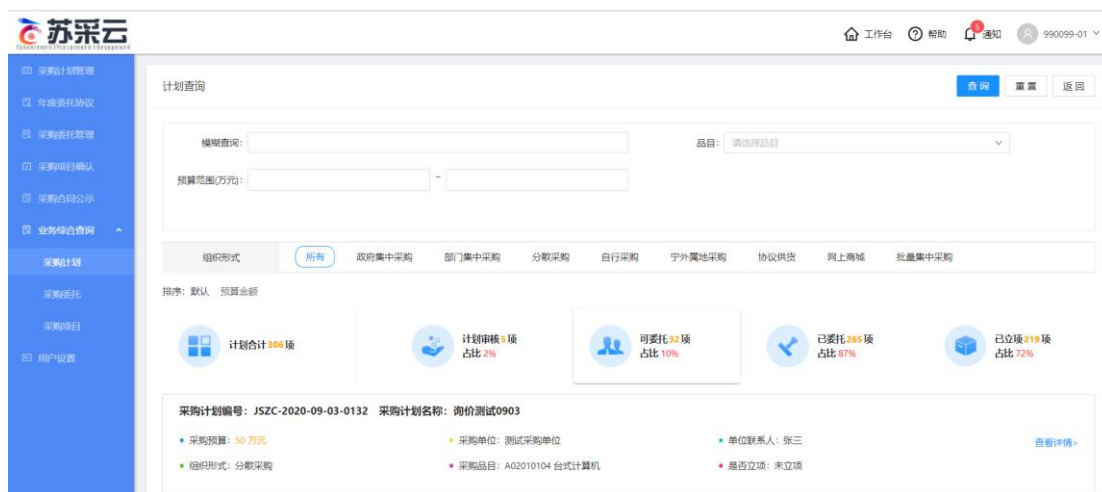 苏采云
工作台 帮助 5 通知 990099-01
采购计划管理
年度委托协议
采购委托管理
采购项目确认
采购合同公示
业务综合查询
采购计划
采购委托
采购项目
用户设置
计划查询 查询 重置 返回
模糊查询: 品目: 请选择品目
预算范围(万元): -
组织形式 所有 政府集中采购 部门集中采购 分散采购 自行采购 宁外属地采购 协议供货 网上商城 批量集中采购
排序: 默认 预算金额
计划合计306项
计划审核5项
占比 2%
可委托32项
占比 10%
已委托265项
占比 87%
已立项219项
占比 72%
采购计划编号: JSZC-2020-09-03-0132 采购计划名称: 询价测试0903
采购预算: 50 万元 采购单位: 测试采购单位 单位联系人: 张三 查看详情>
组织形式: 分散采购 采购品目: A02010104 台式计算机 是否立项: 未立项